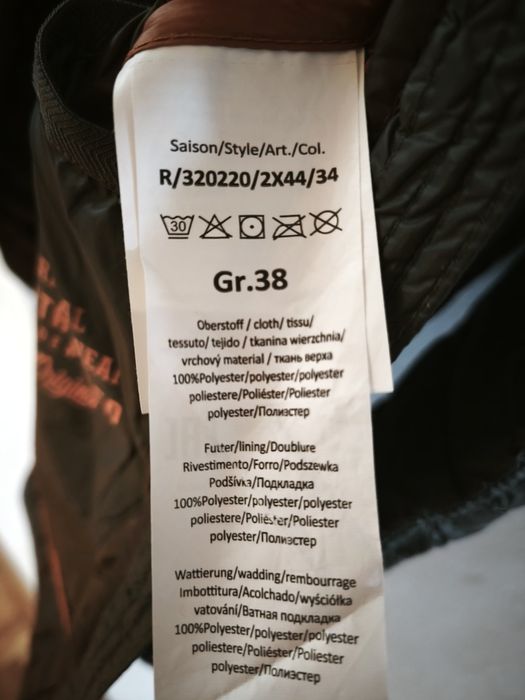 Saison/Style/Art./Col.
R/320220/2X44/34
30
Gr.38
Oberstoff / cloth/ tissu/
tessuto/ tejido / tkanina wierzchnia/
vrchový material / ткань верха
100%Polyester/polyester/polyester
poliestere/Poliéster/Poliester
polyester/Полиэстер
Futter/lining/Doublure
Rivestimento/Forro/Podszewka
Podšívka/Подкладка
100%Polyester/polyester/polyester
poliestere/Poliéster/Poliester
polyester/Полиэстер
Wattierung/wadding/rembourrage
Imbottitura/Acolchado/wyściółka
vatování/Ватная подкладка
100%Polyester/polyester/polyester
poliestere/Poliéster/Poliester
polyester/Полиэстер